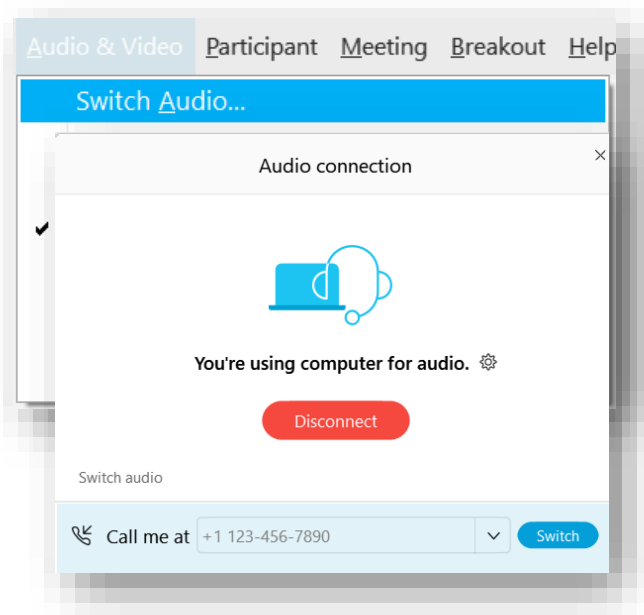 Audio & Video Participant Meeting Breakout Help
Switch Audio...
Audio connection
You're using computer for audio.
Disconnect
Switch audio
Call me at +1 123-456-7890 Switch